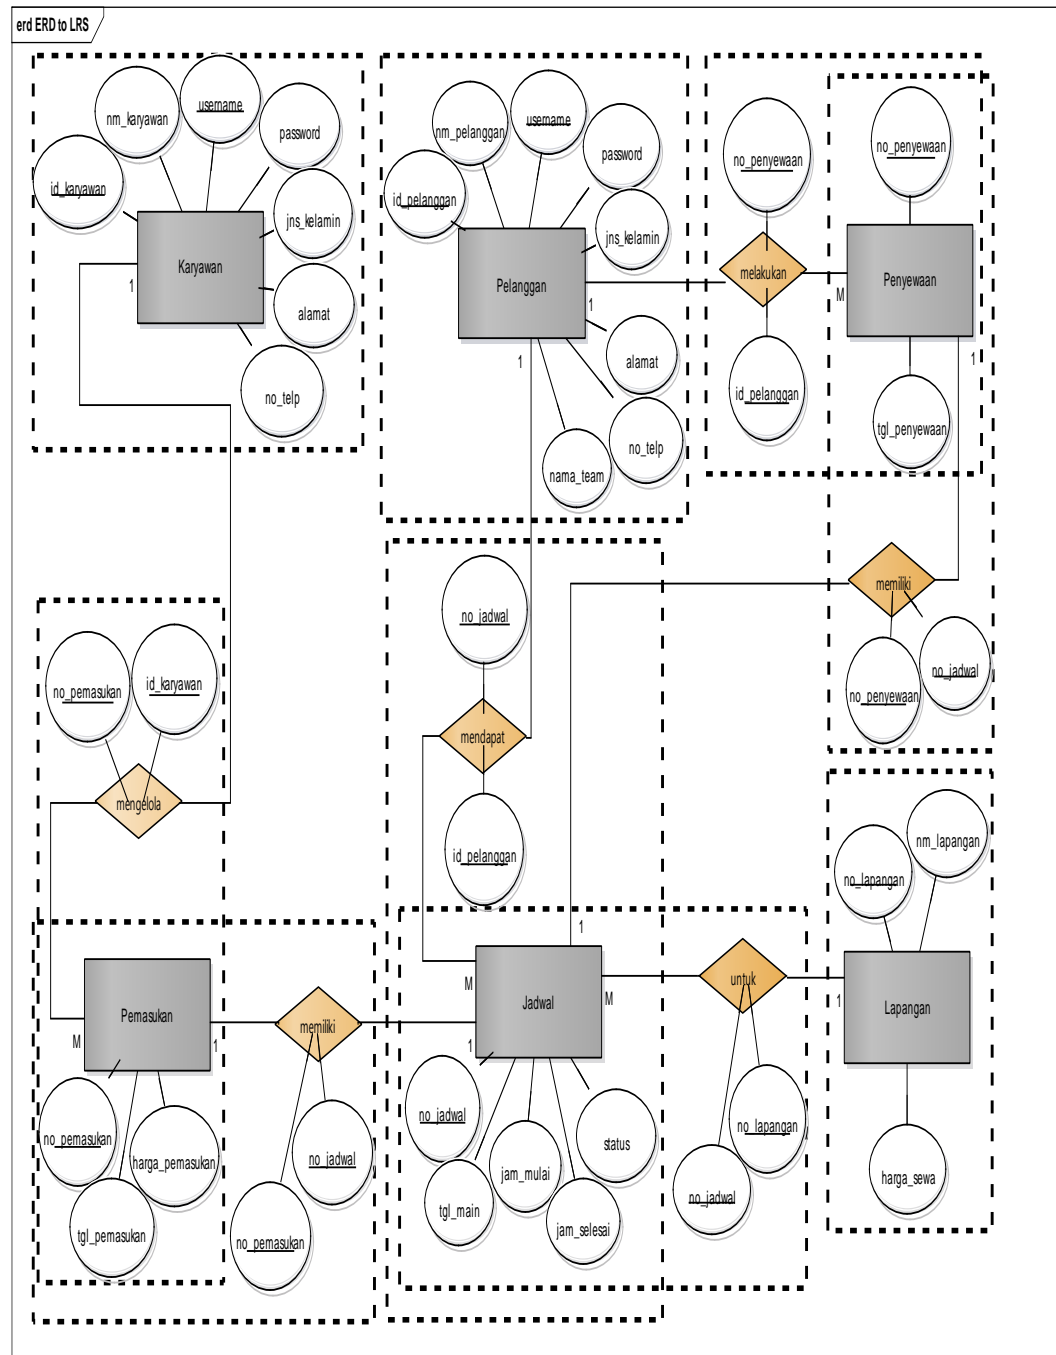 erd ERD to LRS
nm_karyawan
username
password
id_karyawan
jns_kelamin
Karyawan
1
alamat
no_telp
nm_pelanggan
username
password
id_pelanggan
jns_kelamin
Pelanggan
1
1
alamat
no_telp
nama_team
no_penyewaan
melakukan
id_pelanggan
no_penyewaan
Penyewaan
M
1
tgl_penyewaan
memiliki
no_penyewaan
no_jadwal
no_pemasukan
id_karyawan
mengelola
no_jadwal
mendapat
id_pelanggan
nm_lapangan
no_lapangan
Lapangan
1
harga_sewa
Pemasukan
M
1
memiliki
no_pemasukan
harga_pemasukan
tgl_pemasukan
no_jadwal
no_pemasukan
1
Jadwal
M
M
1
untuk
no_jadwal
tgl_main
jam_mulai
jam_selesai
status
no_lapangan
no_jadwal